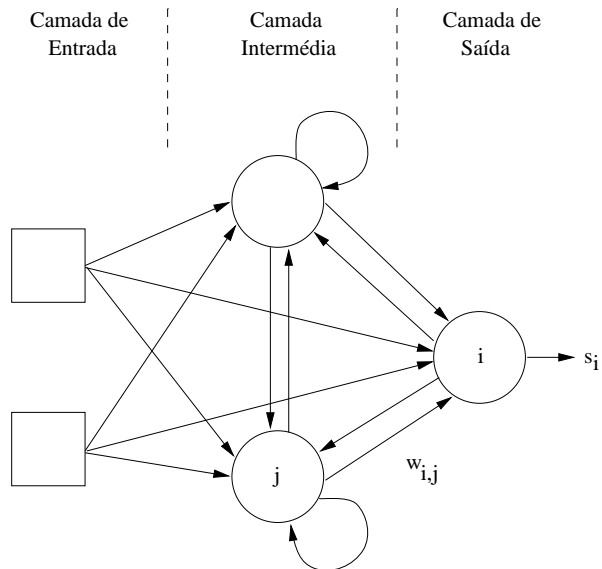 Camada de
Entrada
Camada
Intermédia
Camada de
Saída
i
s_i
j
w_i,j